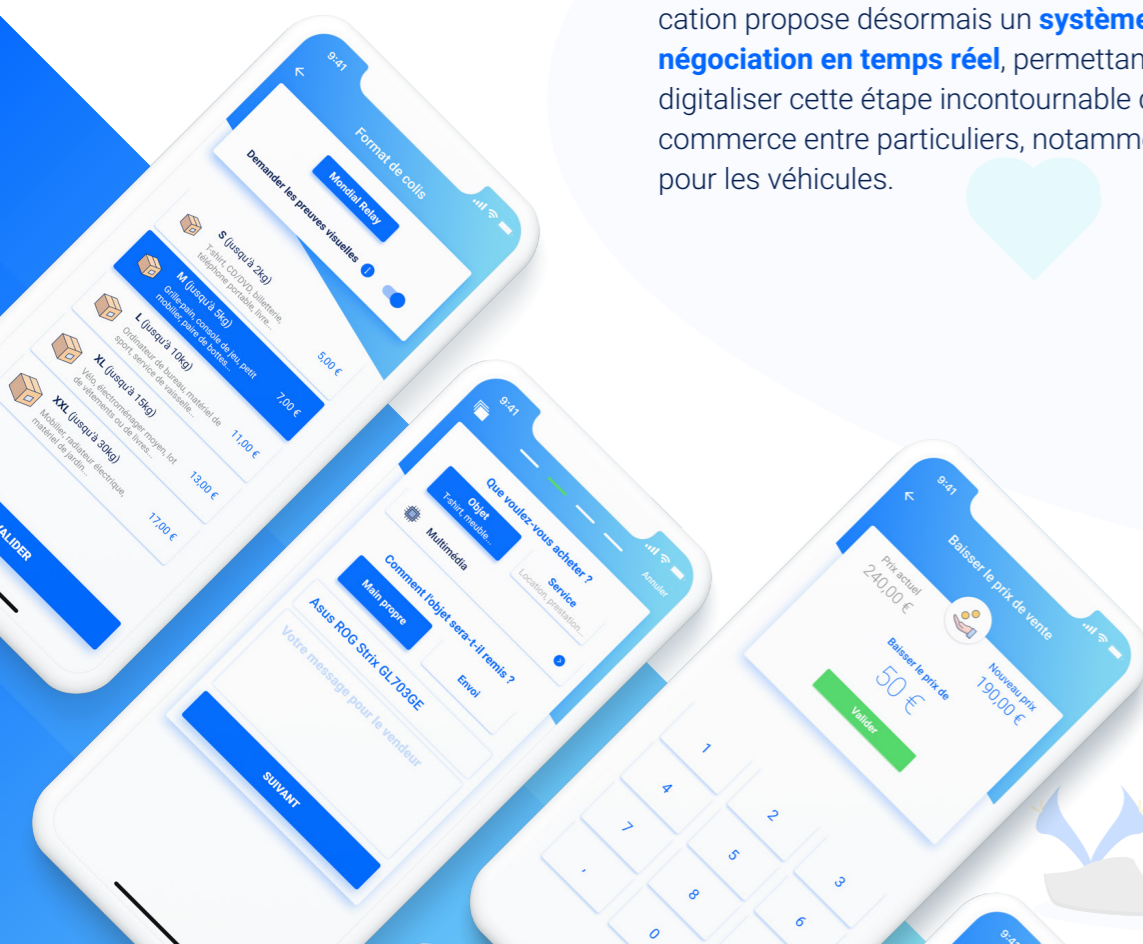 cation propose désormais un système
négociation en temps réel, permettan
digitaliser cette étape incontournable
commerce entre particuliers, notamm
pour les véhicules.
9:41
Format de colis
Mondial Relay
Demander les preuves visuelles
i
S (jusqu'à 2kg)
T-shirt, CD/DVD, billetterie,
téléphone portable, livre...
5,00 €
M (jusqu'à 5kg)
Grille-pain, console de jeu, petit
mobilier, paire de bottes...
7,00 €
L (jusqu'à 10kg)
Ordinateur de bureau, matériel de
sport, service de vaisselle...
11,00 €
XL (jusqu'à 15kg)
Vélo, électroménager moyen, lot
de vêtements ou de livres...
13,00 €
XXL (jusqu'à 30kg)
Mobilier, radiateur électrique,
matériel de jardin...
17,00 €
VALIDER
9:41
Annuler
Que voulez-vous acheter ?
Objet
T-shirt, meuble...
Service
Location, prestation...
Multimédia
Comment l'objet sera-t-il remis ?
Main propre
Envoi
Asus ROG Strix GL703GE
Votre message pour le vendeur
SUIVANT
9:41
Baisser le prix de vente
Prix actuel
240,00 €
Nouveau prix
190,00 €
Baisser le prix de
50 €
Valider
1
2
3
4
5
6
7
8
,
0
9:41